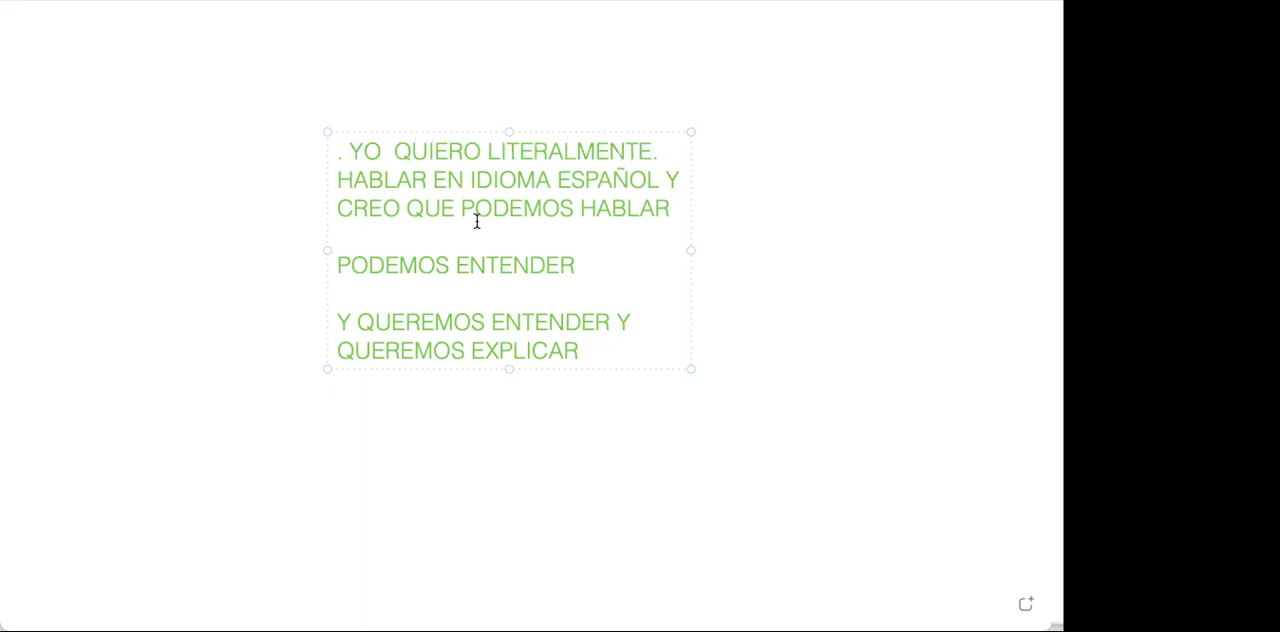 . YO  QUIERO LITERALMENTE.
HABLAR EN IDIOMA ESPAÑOL Y
CREO QUE PODEMOS HABLAR
PODEMOS ENTENDER
Y QUEREMOS ENTENDER Y
QUEREMOS EXPLICAR